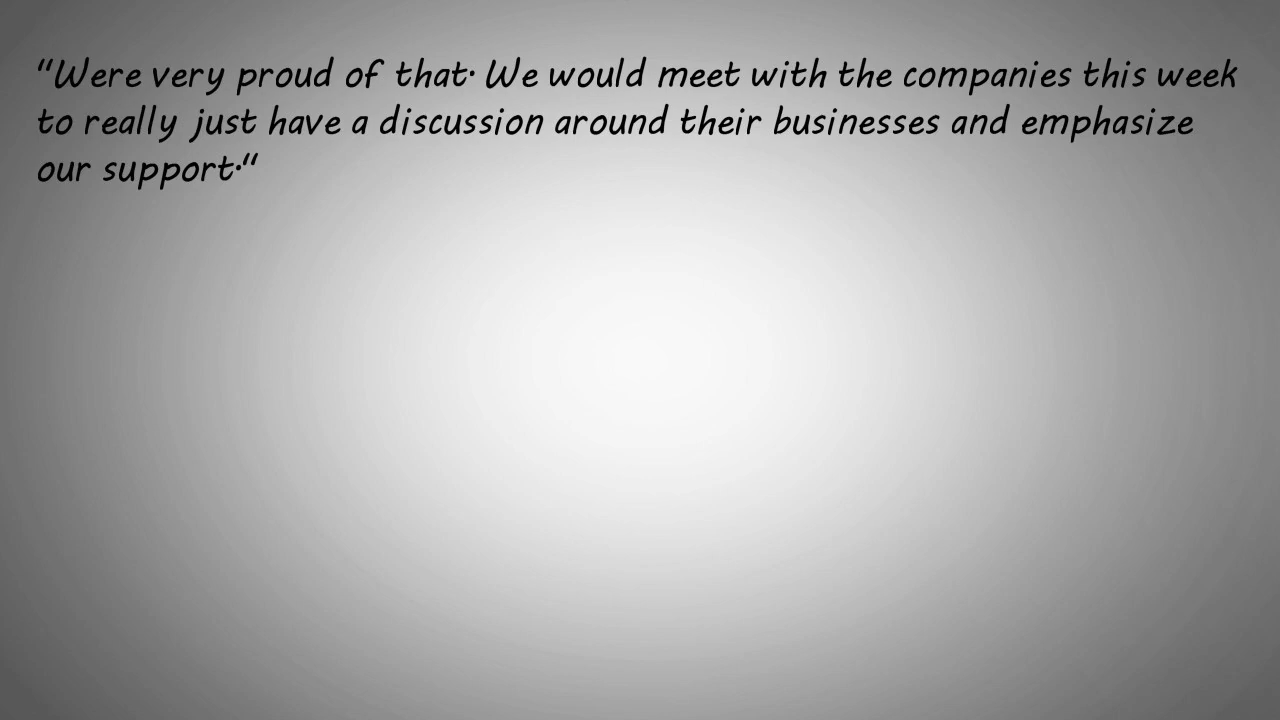 "Were very proud of that. We would meet with the companies this week
to really just have a discussion around their businesses and emphasize
our support."